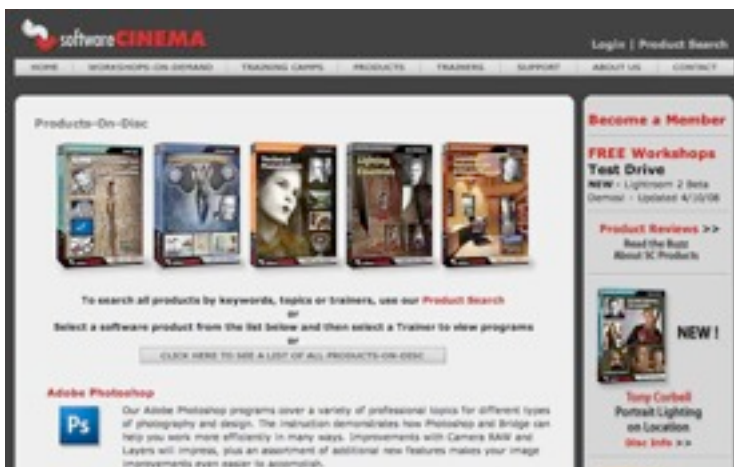 softwareCINEMA
Login | Product Search
HOME WORKSHOPS-ON-DEMAND TRAINING CAMPS PRODUCTS TRAINERS SUPPORT ABOUT US CONTACT
Products-On-Disc
To search all products by keywords, topics or trainers, use our Product Search
or
Select a software product from the list below and then select a Trainer to view programs
or
CLICK HERE TO SEE A LIST OF ALL PRODUCTS-ON-DISC
Adobe Photoshop
Ps
Our Adobe Photoshop programs cover a variety of professional topics for different types
of photography and design. The instruction demonstrates how Photoshop and Bridge can
help you work more efficiently in many ways. Improvements with Camera RAW and
Layers will impress, plus an assortment of additional new features makes your image
improvements even easier to accomplish.
Become a Member
FREE Workshops
Test Drive
NEW - Lightroom 2 Beta
Demos! - Updated 4/10/08
Product Reviews >>
Read the Buzz
About SC Products
NEW !
Tony Corbell
Portrait Lighting
on Location
Disc Info >>